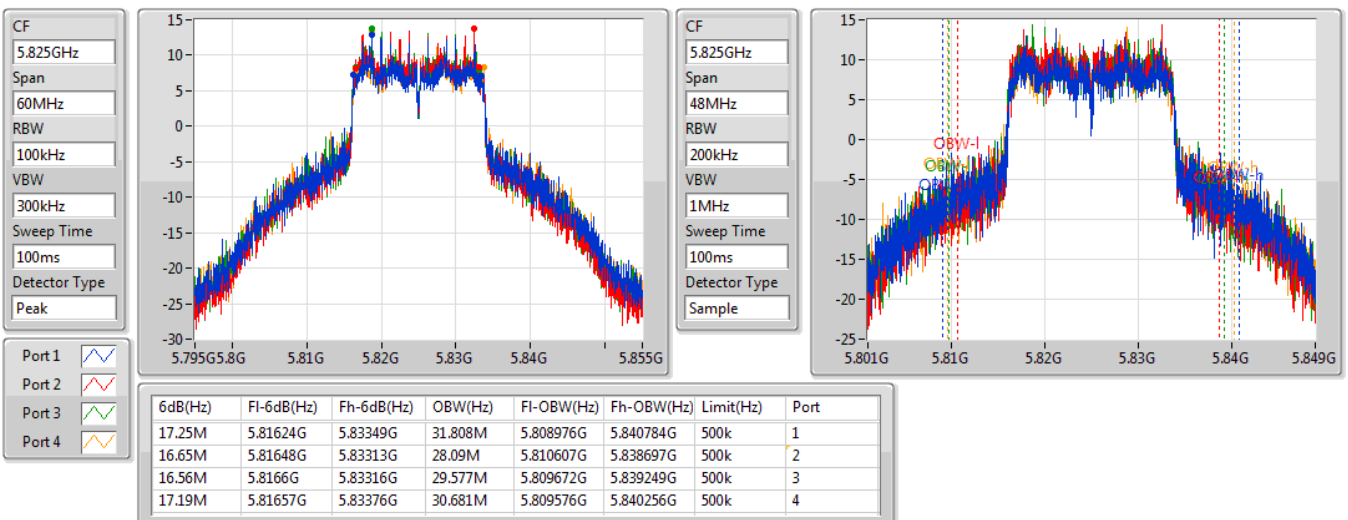 CF
5.825GHz
Span
60MHz
RBW
100kHz
VBW
300kHz
Sweep Time
100ms
Detector Type
Peak
15
10
5
0
-5
-10
-15
-20
-25
-30
5.795G 5.8G 5.81G 5.82G 5.83G 5.84G 5.855G
CF
5.825GHz
Span
48MHz
RBW
200kHz
VBW
1MHz
Sweep Time
100ms
Detector Type
Sample
15
10
5
0
-5
-10
-15
-20
-25
OBW-l
5.801G 5.81G 5.82G 5.83G 5.84G 5.849G
Port 1
Port 2
Port 3
Port 4
6dB(Hz) Fl-6dB(Hz) Fh-6dB(Hz) OBW(Hz) Fl-OBW(Hz) Fh-OBW(Hz) Limit(Hz) Port
17.25M 5.81624G 5.83349G 31.808M 5.808976G 5.840784G 500k 1
16.65M 5.81648G 5.83313G 28.09M 5.810607G 5.838697G 500k 2
16.56M 5.8166G 5.83316G 29.577M 5.809672G 5.839249G 500k 3
17.19M 5.81657G 5.83376G 30.681M 5.809576G 5.840256G 500k 4